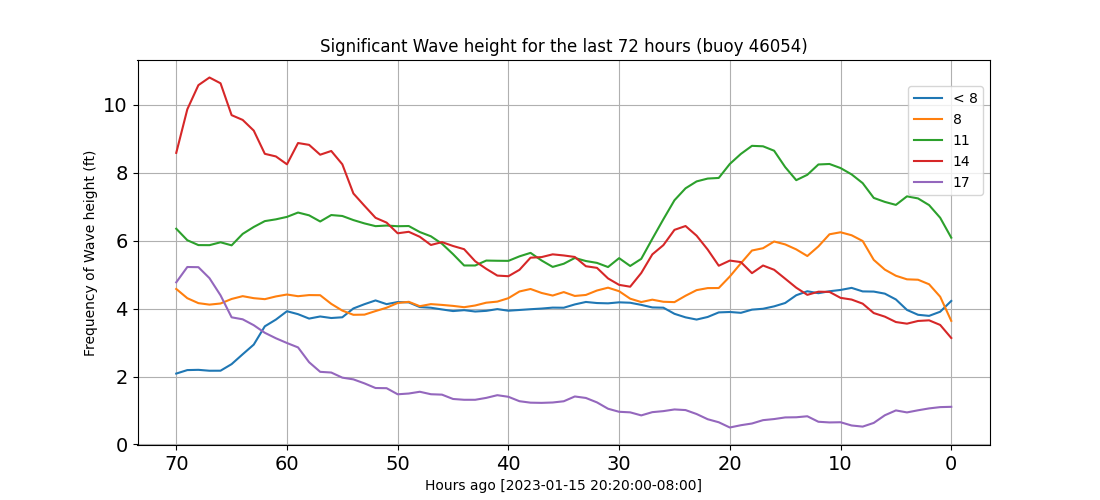 Significant Wave height for the last 72 hours (buoy 46054)
Frequency of Wave height (ft)
10
8
6
4
2
0
< 8
8
11
14
17
70 60 50 40 30 20 10 0
Hours ago [2023-01-15 20:20:00-08:00]